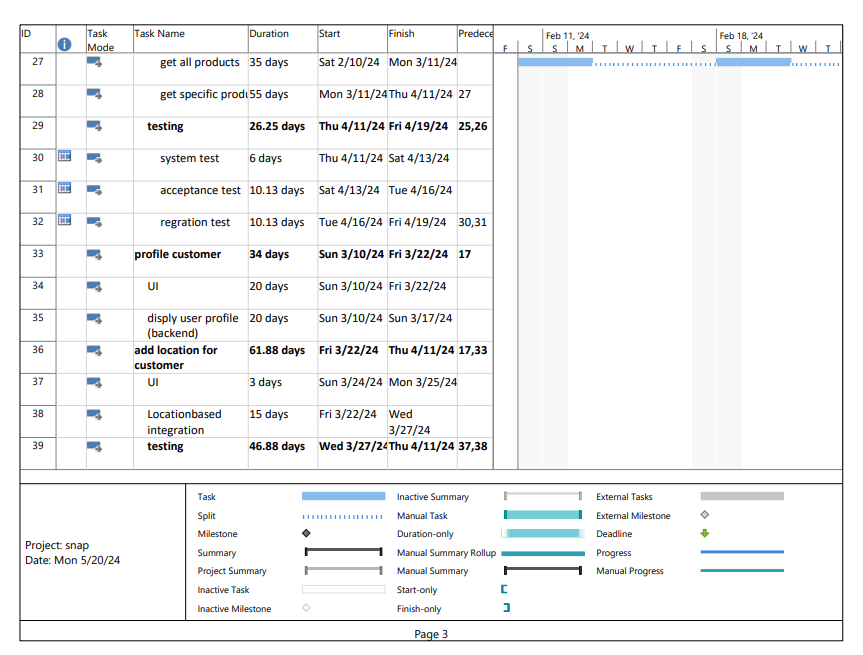 ID Task Mode Task Name Duration Start Finish Predece
Feb 11, '24 Feb 18, '24
F S S M T W T F S S M T W T
27 get all products 35 days Sat 2/10/24 Mon 3/11/24
28 get specific produ 55 days Mon 3/11/24 Thu 4/11/24 27
29 testing 26.25 days Thu 4/11/24 Fri 4/19/24 25,26
30 system test 6 days Thu 4/11/24 Sat 4/13/24
31 acceptance test 10.13 days Sat 4/13/24 Tue 4/16/24
32 regration test 10.13 days Tue 4/16/24 Fri 4/19/24 30,31
33 profile customer 34 days Sun 3/10/24 Fri 3/22/24 17
34 UI 20 days Sun 3/10/24 Fri 3/22/24
35 disply user profile 20 days Sun 3/10/24 Sun 3/17/24
(backend)
36 add location for 61.88 days Fri 3/22/24 Thu 4/11/24 17,33
customer
37 UI 3 days Sun 3/24/24 Mon 3/25/24
38 Locationbased 15 days Fri 3/22/24 Wed
integration 3/27/24
39 testing 46.88 days Wed 3/27/24 Thu 4/11/24 37,38
Project: snap
Date: Mon 5/20/24
Task Inactive Summary External Tasks
Split Manual Task External Milestone
Milestone Duration-only Deadline
Summary Manual Summary Rollup Progress
Project Summary Manual Summary Manual Progress
Inactive Task Start-only
Inactive Milestone Finish-only
Page 3